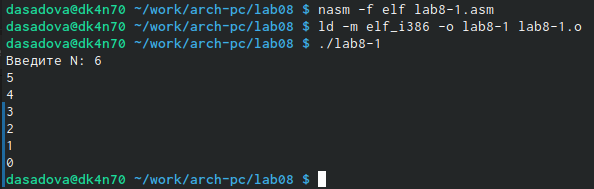 dasadova@dk4n70 ~/work/arch-pc/lab08 $ nasm -f elf lab8-1.asm
dasadova@dk4n70 ~/work/arch-pc/lab08 $ ld -m elf_i386 -o lab8-1 lab8-1.o
dasadova@dk4n70 ~/work/arch-pc/lab08 $ ./lab8-1
Введите N: 6
5
4
3
2
1
0
dasadova@dk4n70 ~/work/arch-pc/lab08 $